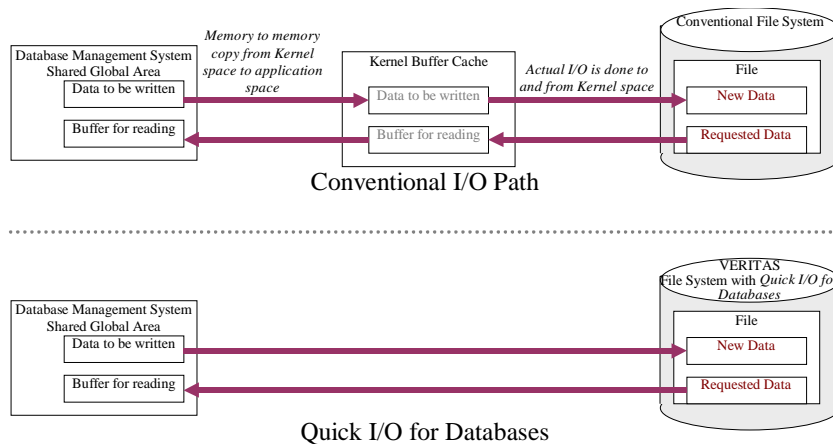 Conventional File System
Memory to memory
copy from Kernel
space to application
space
Database Management System
Shared Global Area
Data to be written
Buffer for reading
Kernel Buffer Cache
Data to be written
Buffer for reading
Actual I/O is done to
and from Kernel space
File
New Data
Requested Data
Conventional I/O Path
VERITAS
File System with Quick I/O for
Databases
Database Management System
Shared Global Area
Data to be written
Buffer for reading
File
New Data
Requested Data
Quick I/O for Databases